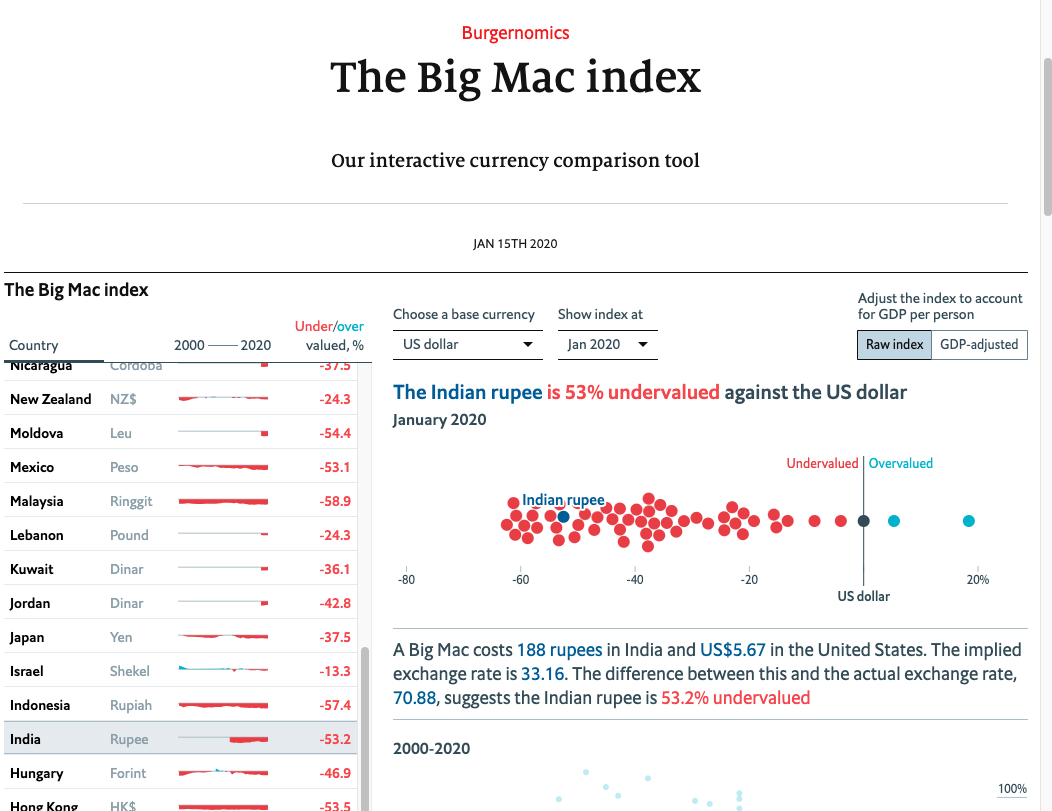 Burgernomics
The Big Mac index
Our interactive currency comparison tool
JAN 15TH 2020
The Big Mac index
Country 2000 2020 Under/over valued, %
Nicaragua Cordoba -37.5
New Zealand NZ$ -24.3
Moldova Leu -54.4
Mexico Peso -53.1
Malaysia Ringgit -58.9
Lebanon Pound -24.3
Kuwait Dinar -36.1
Jordan Dinar -42.8
Japan Yen -37.5
Israel Shekel -13.3
Indonesia Rupiah -57.4
India Rupee -53.2
Hungary Forint -46.9
Hong Kong HK$ -53.5
Choose a base currency
US dollar
Show index at
Jan 2020
Adjust the index to account
for GDP per person
Raw index GDP-adjusted
The Indian rupee is 53% undervalued against the US dollar
January 2020
Undervalued Overvalued
Indian rupee
-80 -60 -40 -20 20%
US dollar
A Big Mac costs 188 rupees in India and US$5.67 in the United States. The implied
exchange rate is 33.16. The difference between this and the actual exchange rate,
70.88, suggests the Indian rupee is 53.2% undervalued
2000-2020
100%